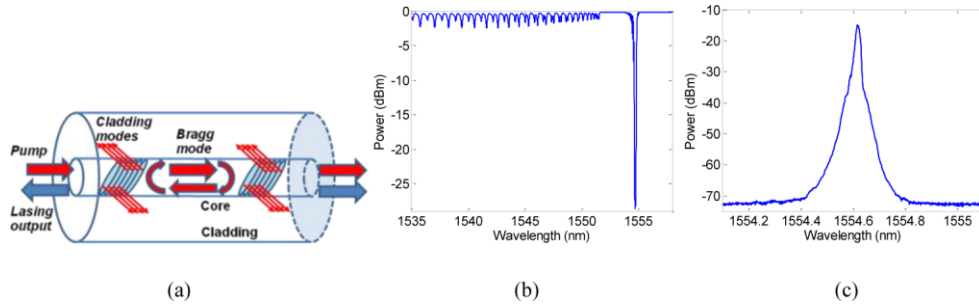 Cladding
modes
Bragg
mode
Pump
Lasing
output
Core
Cladding
(a)
0
-5
-10
-15
-20
-25
Power (dBm)
1535
1540
1545
1550
1555
Wavelength (nm)
(b)
-10
-20
-30
-40
-50
-60
-70
Power (dBm)
1554.2
1554.4
1554.6
1554.8
1555
Wavelength (nm)
(c)